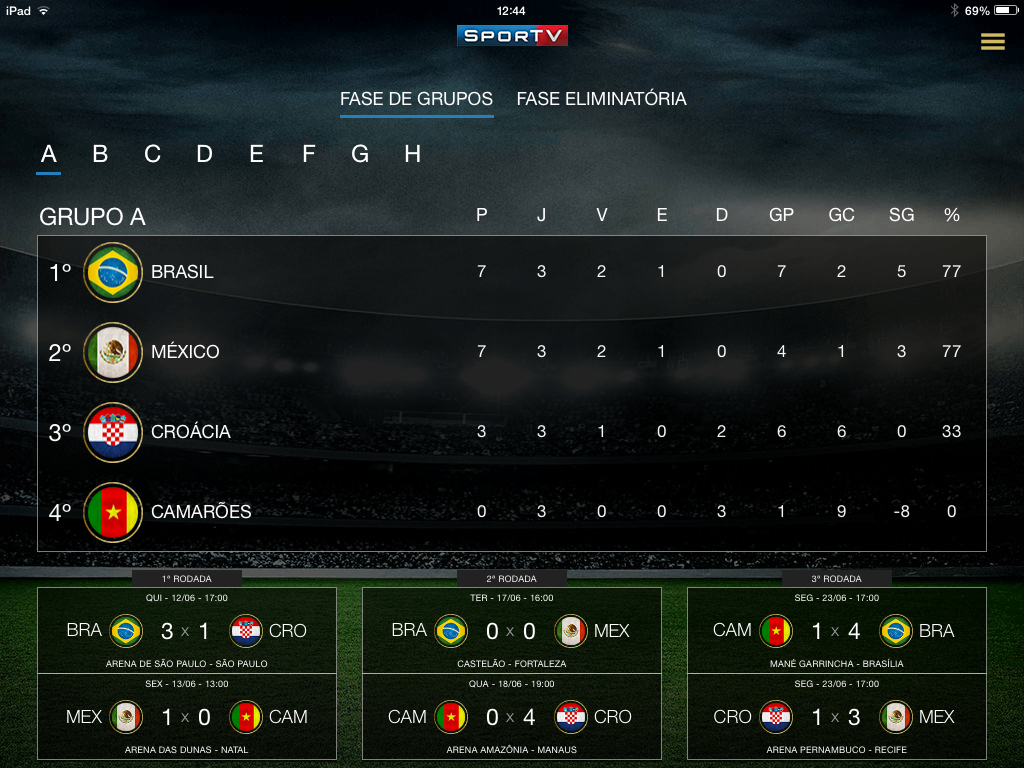 iPad 12:44 69%
SPORTV
FASE DE GRUPOS FASE ELIMINATÓRIA
A B C D E F G H
GRUPO A P J V E D GP GC SG %
1º BRASIL 7 3 2 1 0 7 2 5 77
2º MÉXICO 7 3 2 1 0 4 1 3 77
3º CROÁCIA 3 3 1 0 2 6 6 0 33
4º CAMARÕES 0 3 0 0 3 1 9 -8 0
1ª RODADA
QUI - 12/06 - 17:00
BRA 3 x 1 CRO
ARENA DE SÃO PAULO - SÃO PAULO
SEX - 13/06 - 13:00
MEX 1 x 0 CAM
ARENA DAS DUNAS - NATAL
2ª RODADA
TER - 17/06 - 16:00
BRA 0 x 0 MEX
CASTELÃO - FORTALEZA
QUA - 18/06 - 19:00
CAM 0 x 4 CRO
ARENA AMAZÔNIA - MANAUS
3ª RODADA
SEG - 23/06 - 17:00
CAM 1 x 4 BRA
MANÉ GARRINCHA - BRASÍLIA
SEG - 23/06 - 17:00
CRO 1 x 3 MEX
ARENA PERNAMBUCO - RECIFE